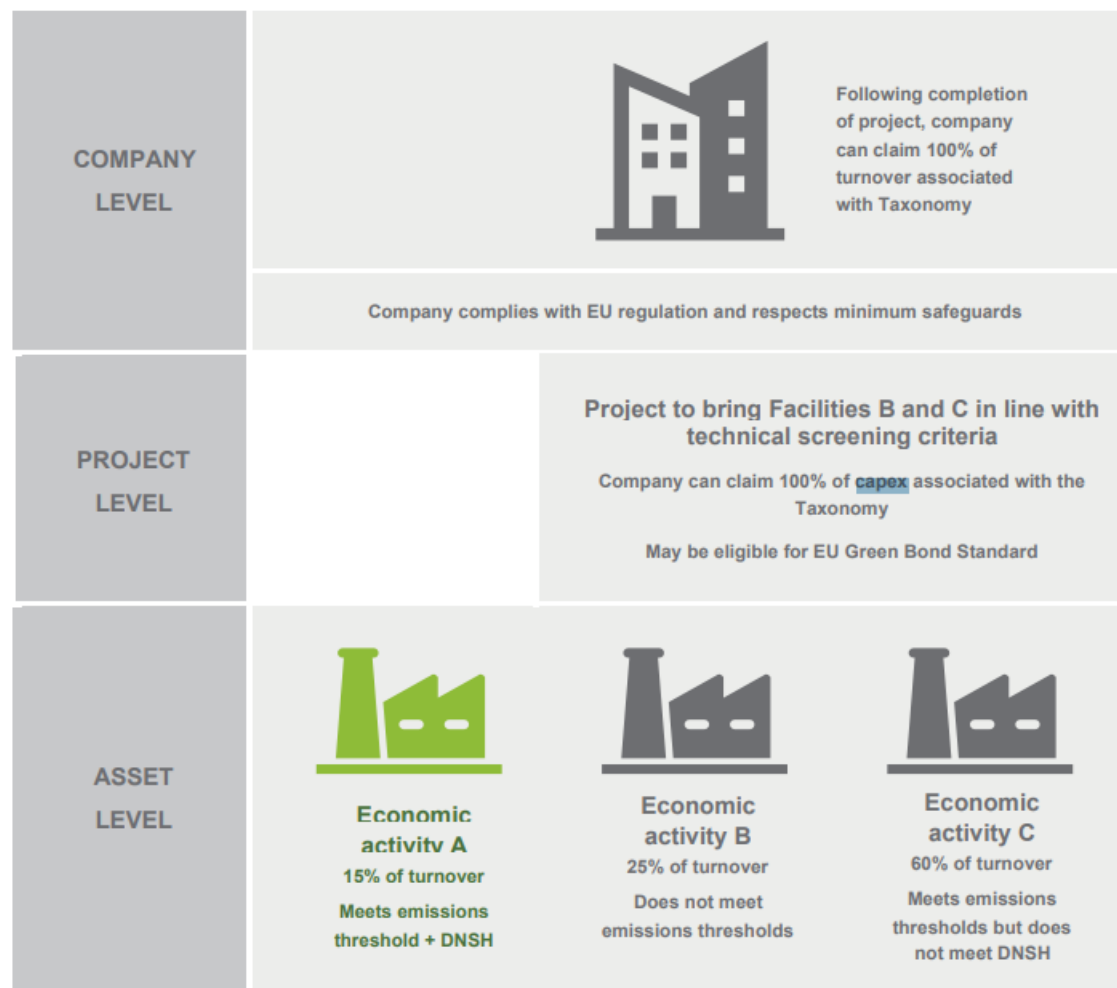 COMPANY
LEVEL
Following completion
of project, company
can claim 100% of
turnover associated
with Taxonomy
Company complies with EU regulation and respects minimum safeguards
PROJECT
LEVEL
Project to bring Facilities B and C in line with
technical screening criteria
Company can claim 100% of capex associated with the
Taxonomy
May be eligible for EU Green Bond Standard
ASSET
LEVEL
Economic
activity A
15% of turnover
Meets emissions
threshold + DNSH
Economic
activity B
25% of turnover
Does not meet
emissions thresholds
Economic
activity C
60% of turnover
Meets emissions
thresholds but does
not meet DNSH